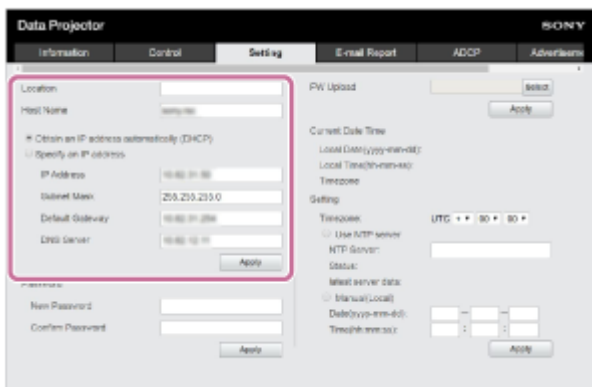 Data Projector
SONY
Information Control Setting E-mail Report ADCP Advertisem
Location
Host Name
Obtain an IP address automatically (DHCP)
Specify an IP address
IP Address
Subnet Mask 255.255.255.0
Default Gateway
DNS Server
Apply
Password
New Password
Confirm Password
Apply
FW Upload Select
Apply
Current Date Time
Local Date(yyyy-mm-dd):
Local Time(hh-mm-ss):
Timezone
Setting
Timezone: UTC + 00 00
Use NTP server
NTP Server:
Status:
latest server data:
Manual(Local)
Date(yyyy-mm-dd): – –
Time(hh:mm:ss): : :
Apply